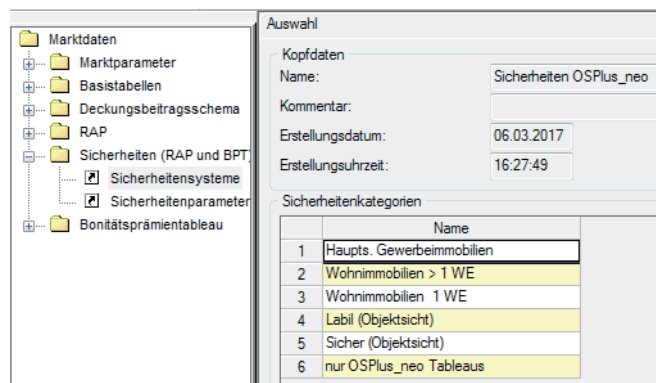 Marktdaten
Marktparameter
Basistabellen
Deckungsbeitragsschema
RAP
Sicherheiten (RAP und BPT)
Sicherheitensysteme
Sicherheitenparameter
Bonitätsprämientableau
Auswahl
Kopfdaten
Name: Sicherheiten OSPlus_neo
Kommentar:
Erstellungsdatum: 06.03.2017
Erstellungsuhrzeit: 16:27:49
Sicherheitenkategorien
Name
1 Haupts. Gewerbeimmobilien
2 Wohnimmobilien > 1 WE
3 Wohnimmobilien 1 WE
4 Labil (Objektsicht)
5 Sicher (Objektsicht)
6 nur OSPlus_neo Tableaus